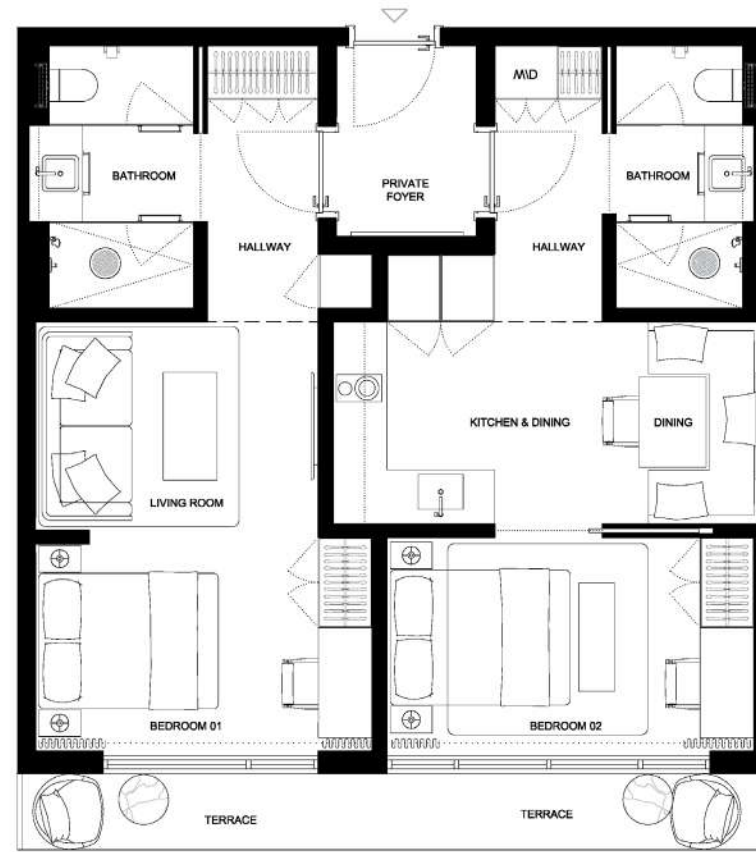 M\D
BATHROOM
PRIVATE
FOYER
BATHROOM
HALLWAY
HALLWAY
KITCHEN & DINING
DINING
LIVING ROOM
BEDROOM 01
BEDROOM 02
TERRACE
TERRACE